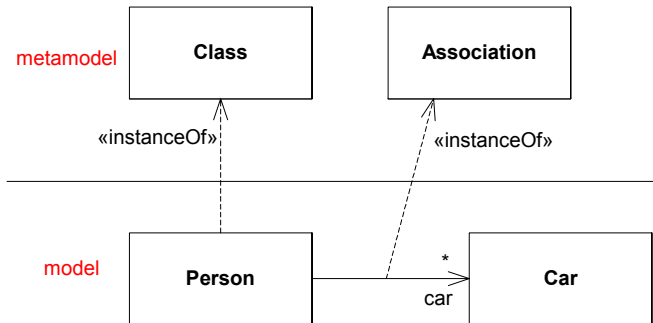 metamodel
Class
Association
«instanceOf»
«instanceOf»
model
Person
*
car
Car